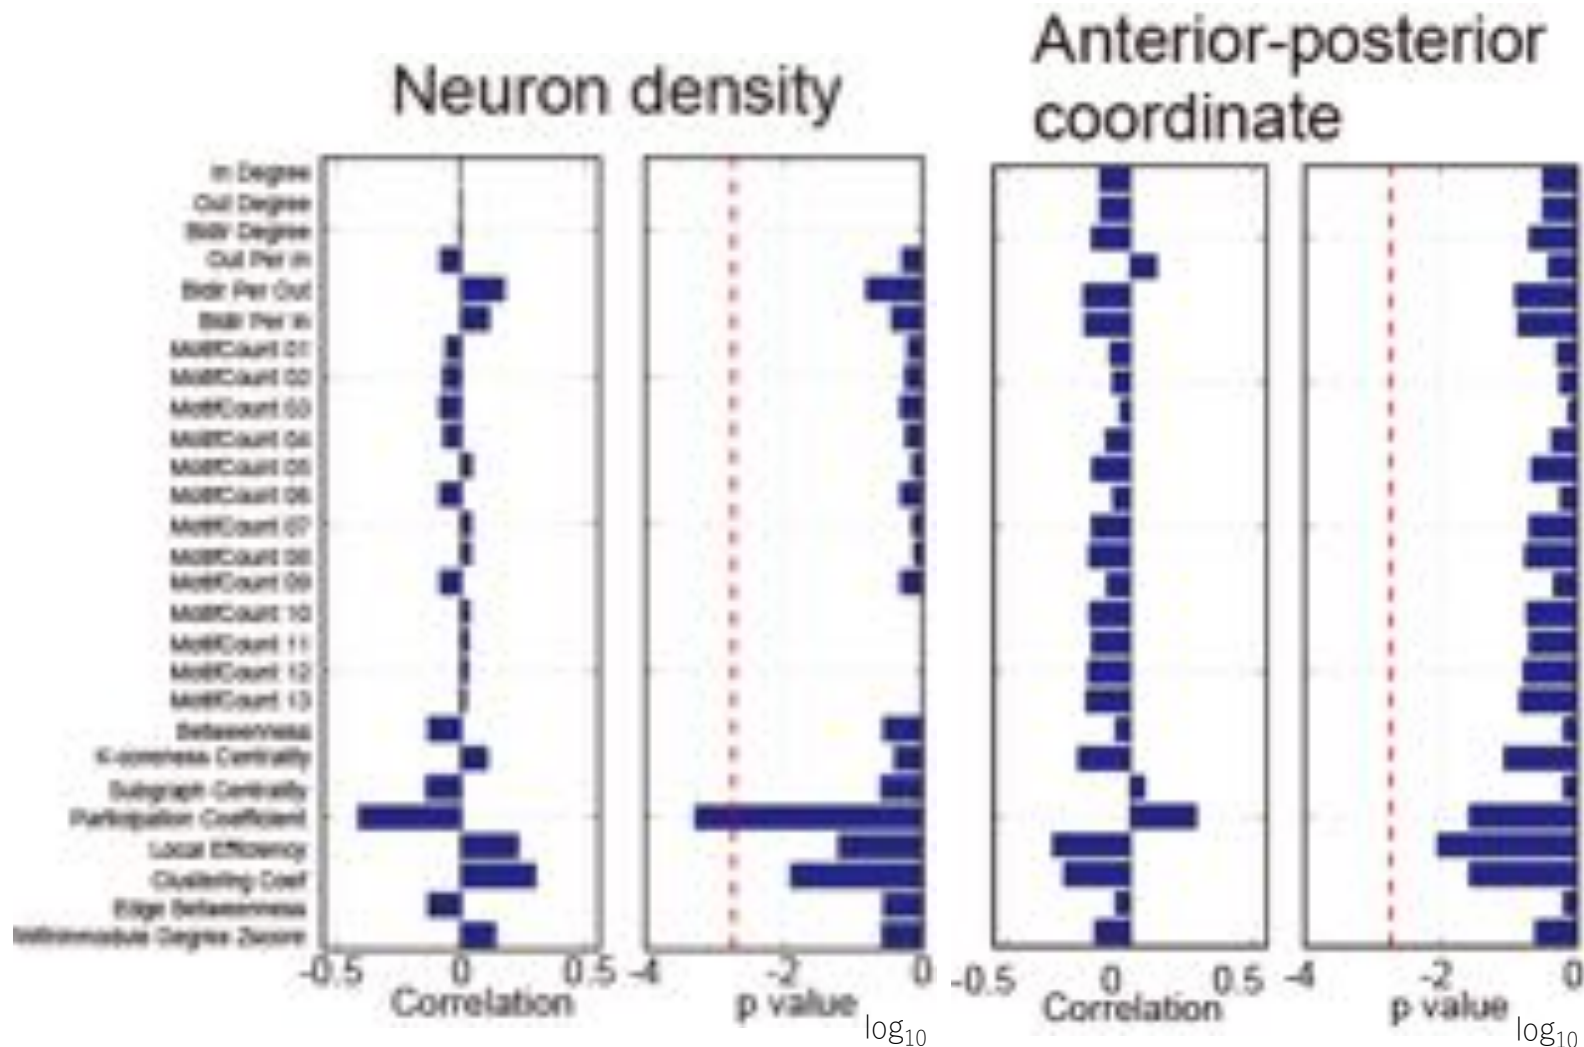 Neuron density
Anterior-posterior
coordinate
In Degree
Out Degree
Bidir Degree
Out Per In
Bidir Per Out
Bidir Per In
MotifCount 01
MotifCount 02
MotifCount 03
MotifCount 04
MotifCount 05
MotifCount 06
MotifCount 07
MotifCount 08
MotifCount 09
MotifCount 10
MotifCount 11
MotifCount 12
MotifCount 13
Betweenness
K-coreness Centrality
Subgraph Centrality
Participation Coefficient
Local Efficiency
Clustering Coef
Edge Betweenness
Withinmodule Degree Zscore
-0.5 0 0.5 -4 -2 0 -0.5 0 0.5 -4 -2 0
Correlation p value log10 Correlation p value log10